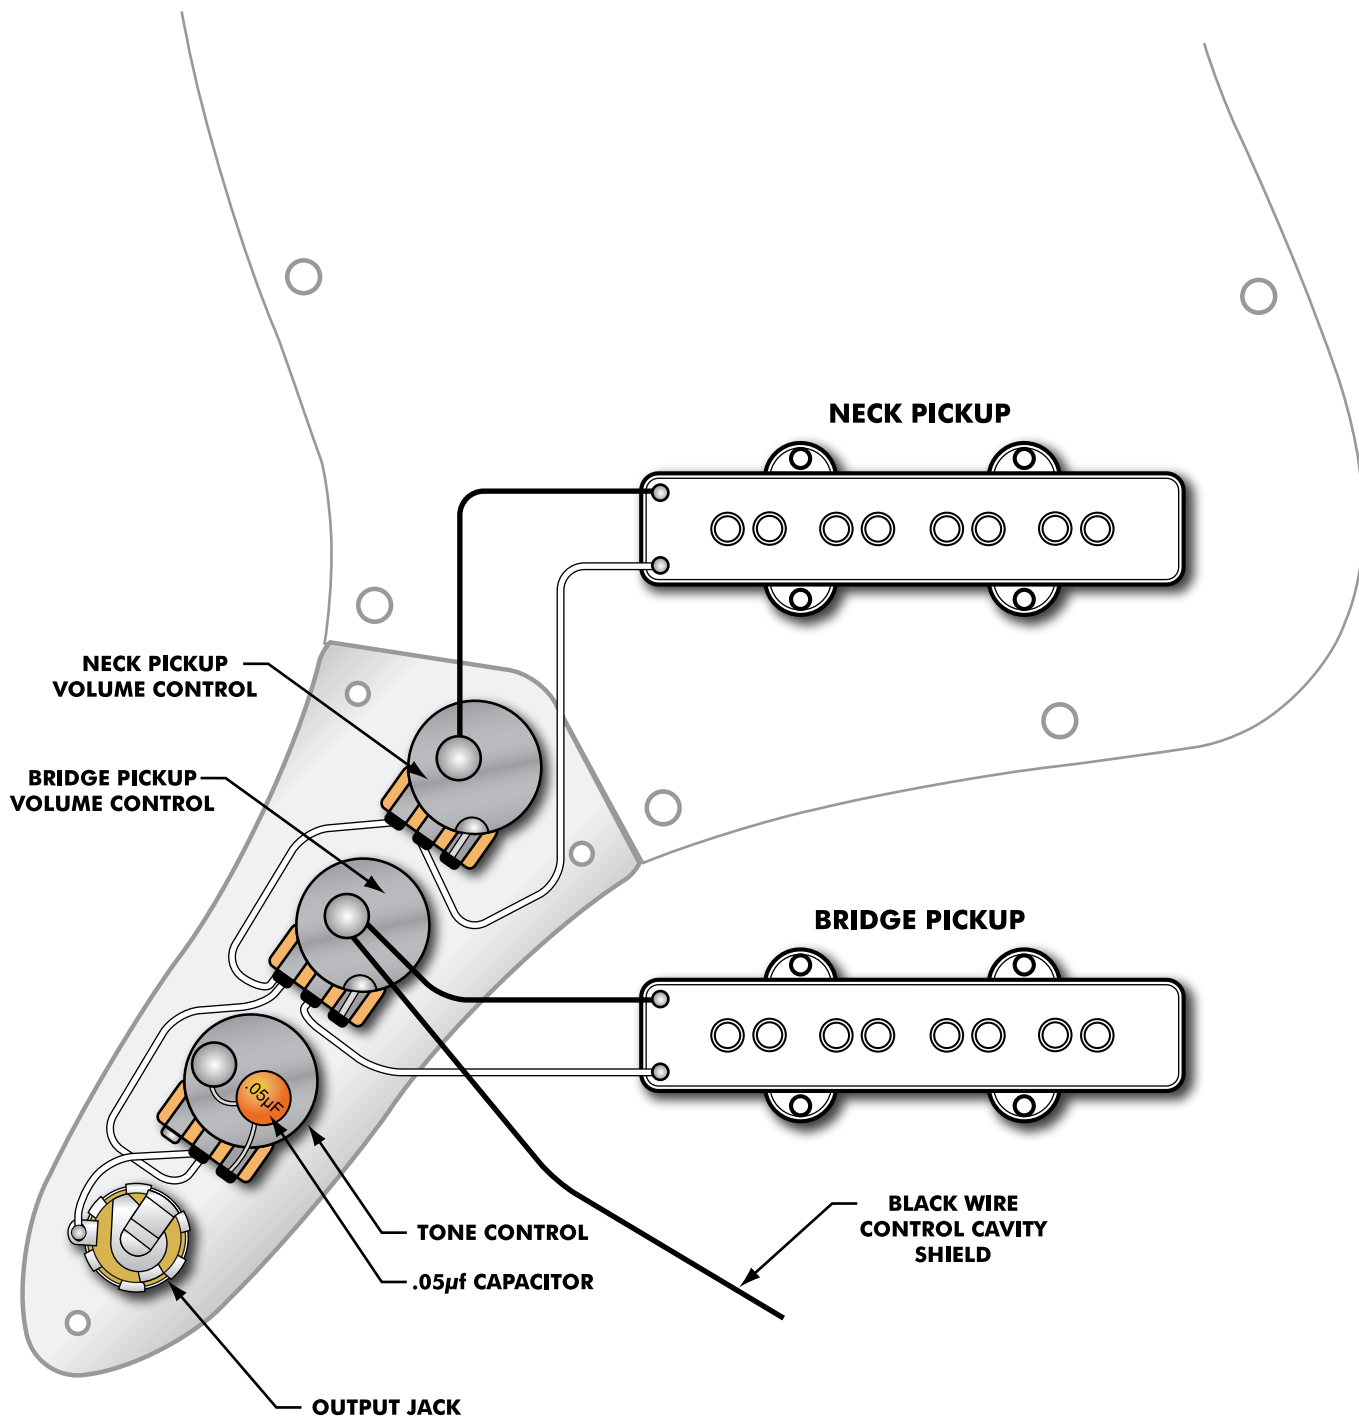 NECK PICKUP
NECK PICKUP
VOLUME CONTROL
BRIDGE PICKUP
VOLUME CONTROL
BRIDGE PICKUP
.05µF
BLACK WIRE
CONTROL CAVITY
SHIELD
TONE CONTROL
.05µf CAPACITOR
OUTPUT JACK